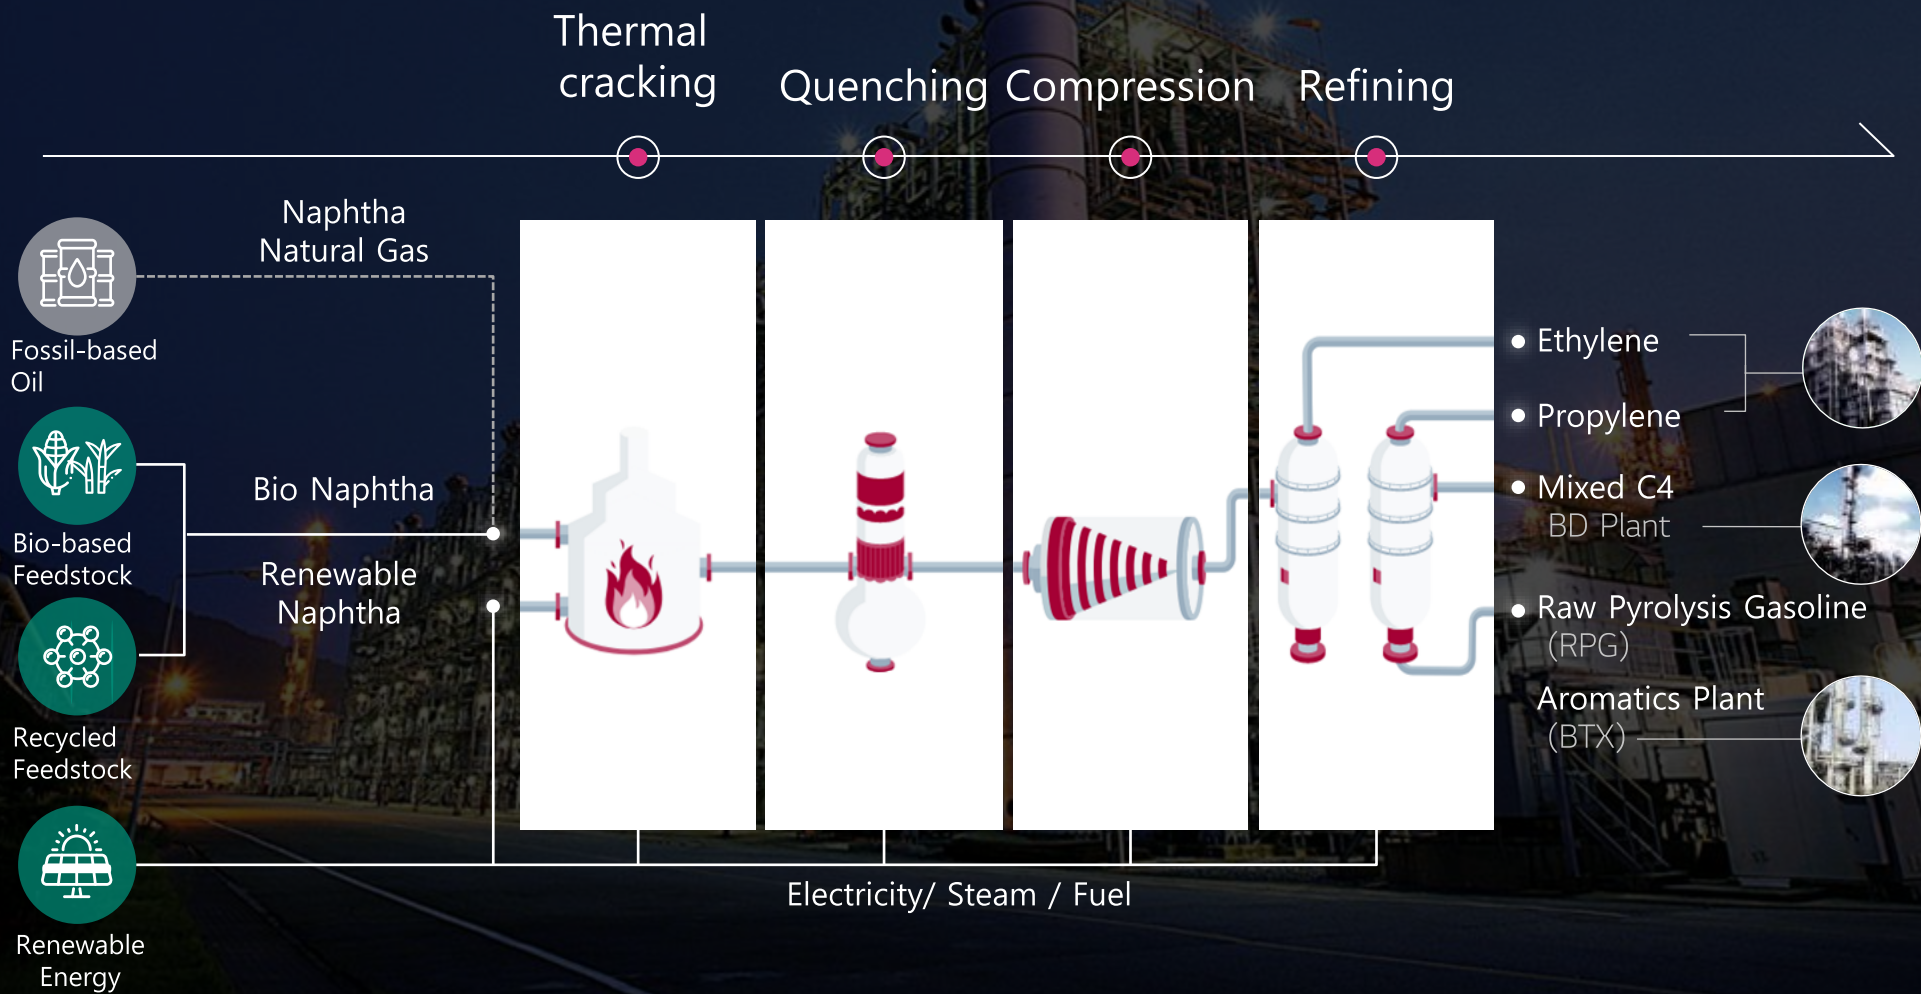 Thermal
cracking
Quenching
Compression
Refining
Naphtha
Natural Gas
Fossil-based
Oil
Bio Naphtha
Bio-based
Feedstock
Renewable
Naphtha
Recycled
Feedstock
Renewable
Energy
Electricity/ Steam / Fuel
Ethylene
Propylene
Mixed C4
BD Plant
Raw Pyrolysis Gasoline
(RPG)
Aromatics Plant
(BTX)